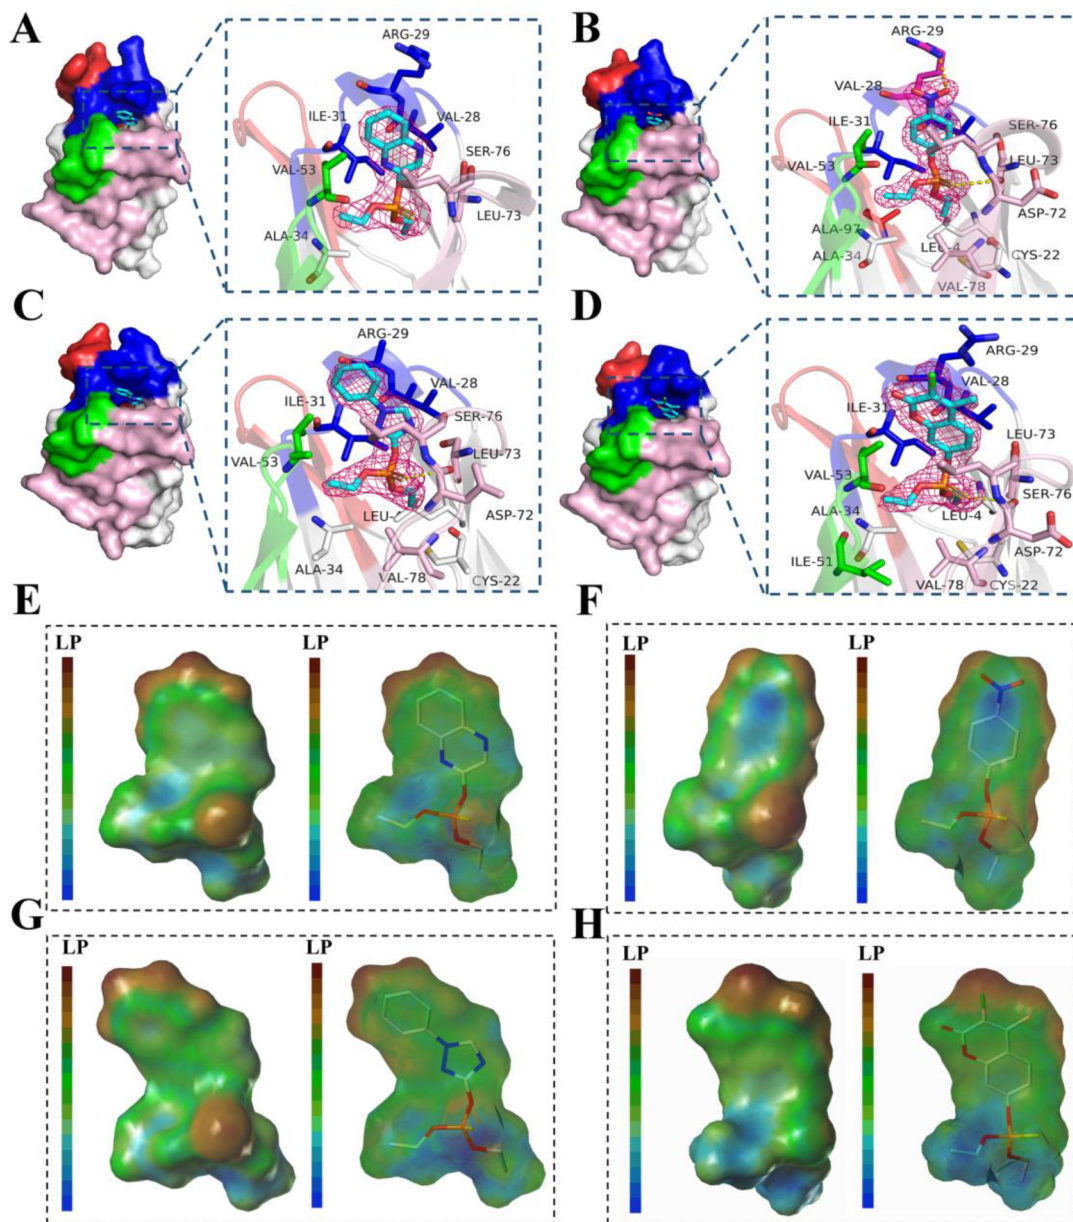 A
ARG-29
ILE-31
VAL-28
VAL-53
SER-76
LEU-73
ALA-34
B
ARG-29
VAL-28
ILE-31
SER-76
VAL-53
LEU-73
ASP-72
ALA-97
LEU-4
CYS-22
ALA-34
VAL-78
C
ARG-29
VAL-28
ILE-31
SER-76
VAL-53
LEU-73
LEU-
ASP-72
ALA-34
VAL-78
CYS-22
D
ARG-29
VAL-28
ILE-31
LEU-73
VAL-53
SER-76
ALA-34
LEU-4
ASP-72
ILE-51
VAL-78
CYS-22
E
LP
LP
F
LP
LP
G
LP
LP
H
LP
LP